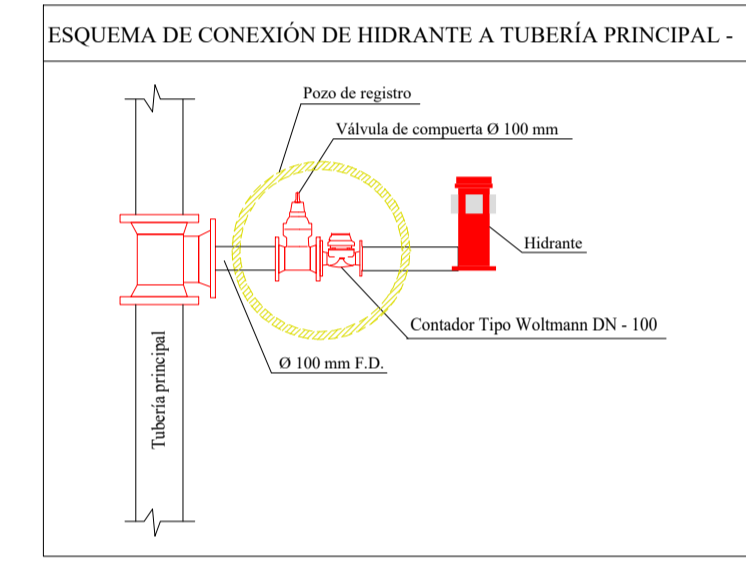 ESQUEMA DE CONEXIÓN DE HIDRANTE A TUBERÍA PRINCIPAL -
Pozo de registro
Válvula de compuerta Ø 100 mm
Hidrante
Contador Tipo Woltmann DN - 100
Ø 100 mm F.D.
Tubería principal